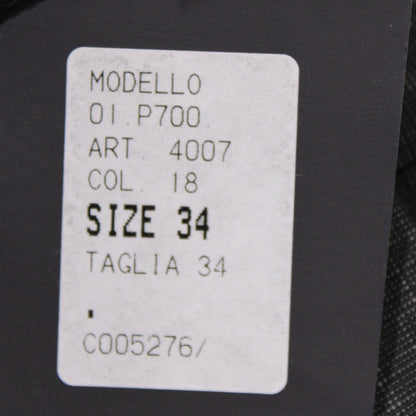 MODELLO
01.P700
ART. 4007
COL. 18
SIZE 34
TAGLIA 34
.
C005276/